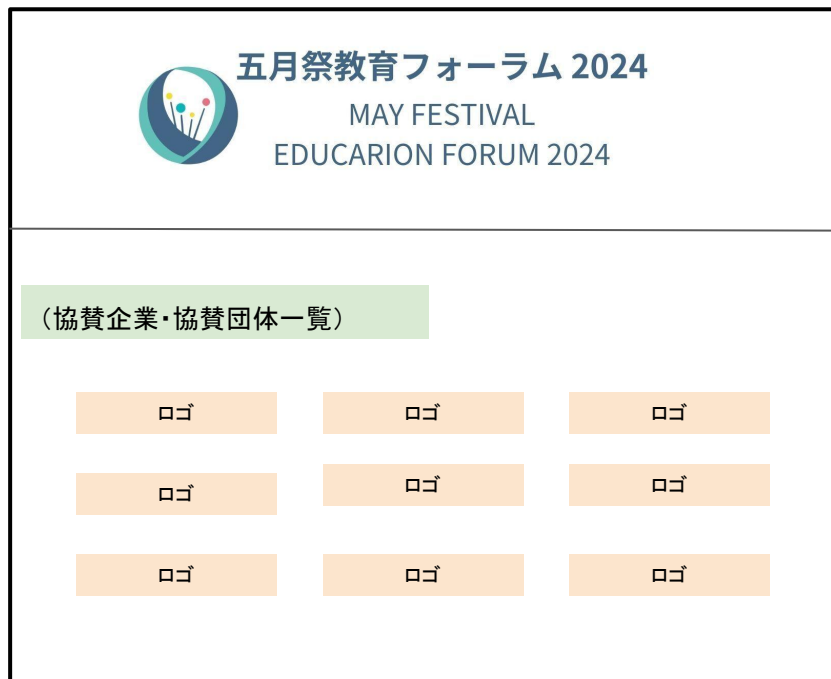 五月祭教育フォーラム 2024
MAY FESTIVAL
EDUCARION FORUM 2024
（協賛企業・協賛団体一覧）
ロゴ ロゴ ロゴ
ロゴ ロゴ ロゴ
ロゴ ロゴ ロゴ